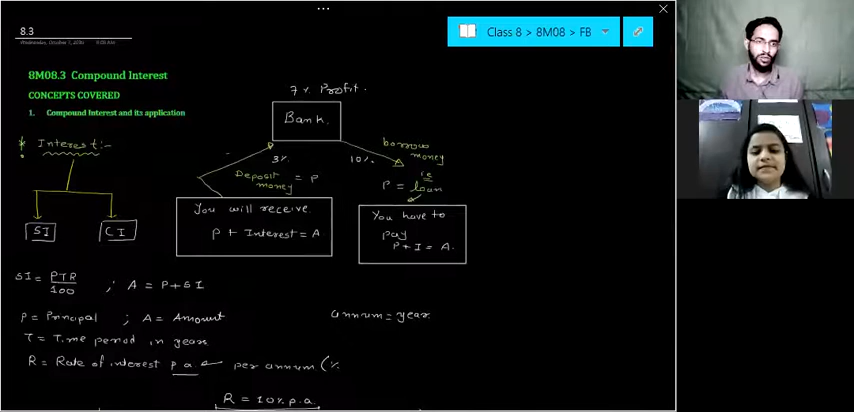 8.3
Class 8 > 8M08 > FB
8M08.3 Compound Interest
CONCEPTS COVERED
1. Compound Interest and its application
* Interest:-
SI
CI
7% Profit.
Bank
3%
10%
Deposit money = P
borrows money
ie
P = loan
You will receive
P + Interest = A
You have to
pay
P + I = A.
SI = PTR/100 ; A = P + SI
P = Principal ; A = Amount
T = Time period in years
R = Rate of interest p a per annum (%
annum = year
R = 10% p.a.